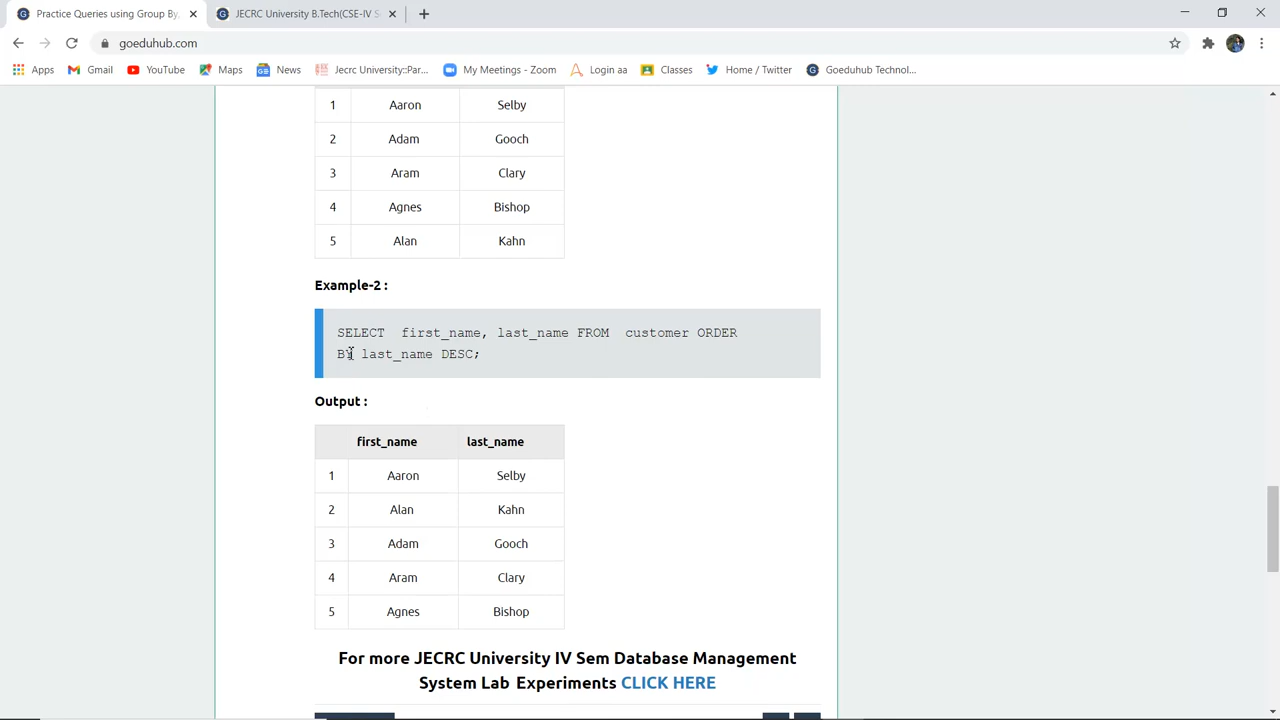 Practice Queries using Group By,
JECRC University B.Tech(CSE-IV S
goeduhub.com
Apps Gmail YouTube Maps News Jecrc University::Par... My Meetings - Zoom Login aa Classes Home / Twitter Goeduhub Technol...
1 Aaron Selby
2 Adam Gooch
3 Aram Clary
4 Agnes Bishop
5 Alan Kahn
Example-2 :
SELECT first_name, last_name FROM customer ORDER
BY last_name DESC;
Output :
first_name last_name
1 Aaron Selby
2 Alan Kahn
3 Adam Gooch
4 Aram Clary
5 Agnes Bishop
For more JECRC University IV Sem Database Management
System Lab Experiments CLICK HERE